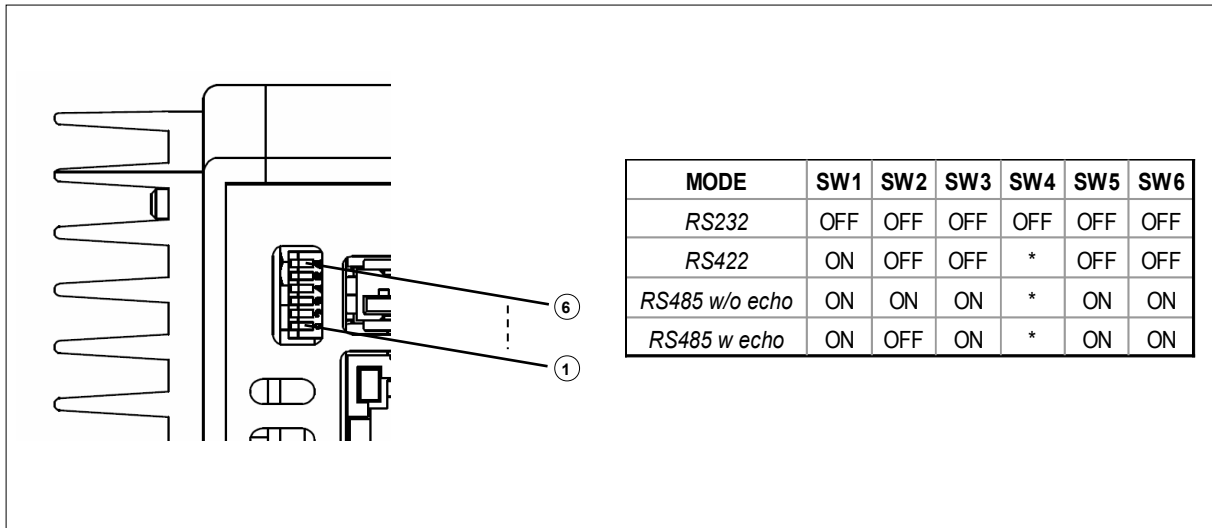 6
1
MODE SW1 SW2 SW3 SW4 SW5 SW6
RS232 OFF OFF OFF OFF OFF OFF
RS422 ON OFF OFF * OFF OFF
RS485 w/o echo ON ON ON * ON ON
RS485 w echo ON OFF ON * ON ON